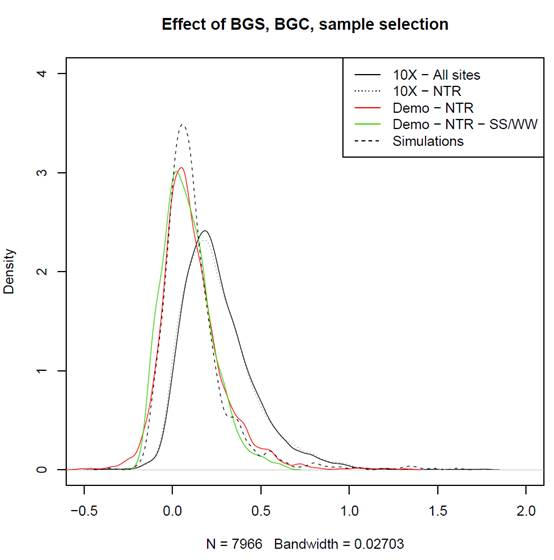 Effect of BGS, BGC, sample selection
10X − All sites
10X − NTR
Demo − NTR
Demo − NTR − SS/WW
Simulations
Density
4
3
2
1
0
−0.5 0.0 0.5 1.0 1.5 2.0
N = 7966 Bandwidth = 0.02703